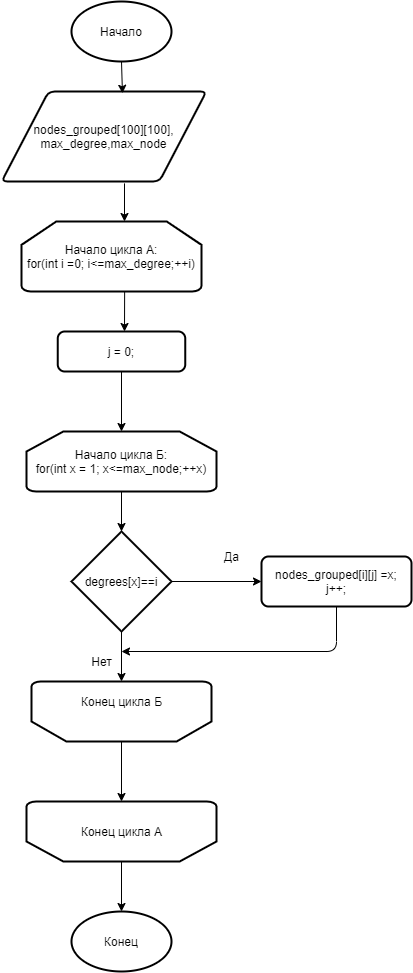 Начало
nodes_grouped[100][100],
max_degree,max_node
Начало цикла А:
for(int i =0; i<=max_degree;++i)
j = 0;
Начало цикла Б:
for(int x = 1; x<=max_node;++x)
degrees[x]==i
Да
nodes_grouped[i][j] =x;
j++;
Нет
Конец цикла Б
Конец цикла А
Конец